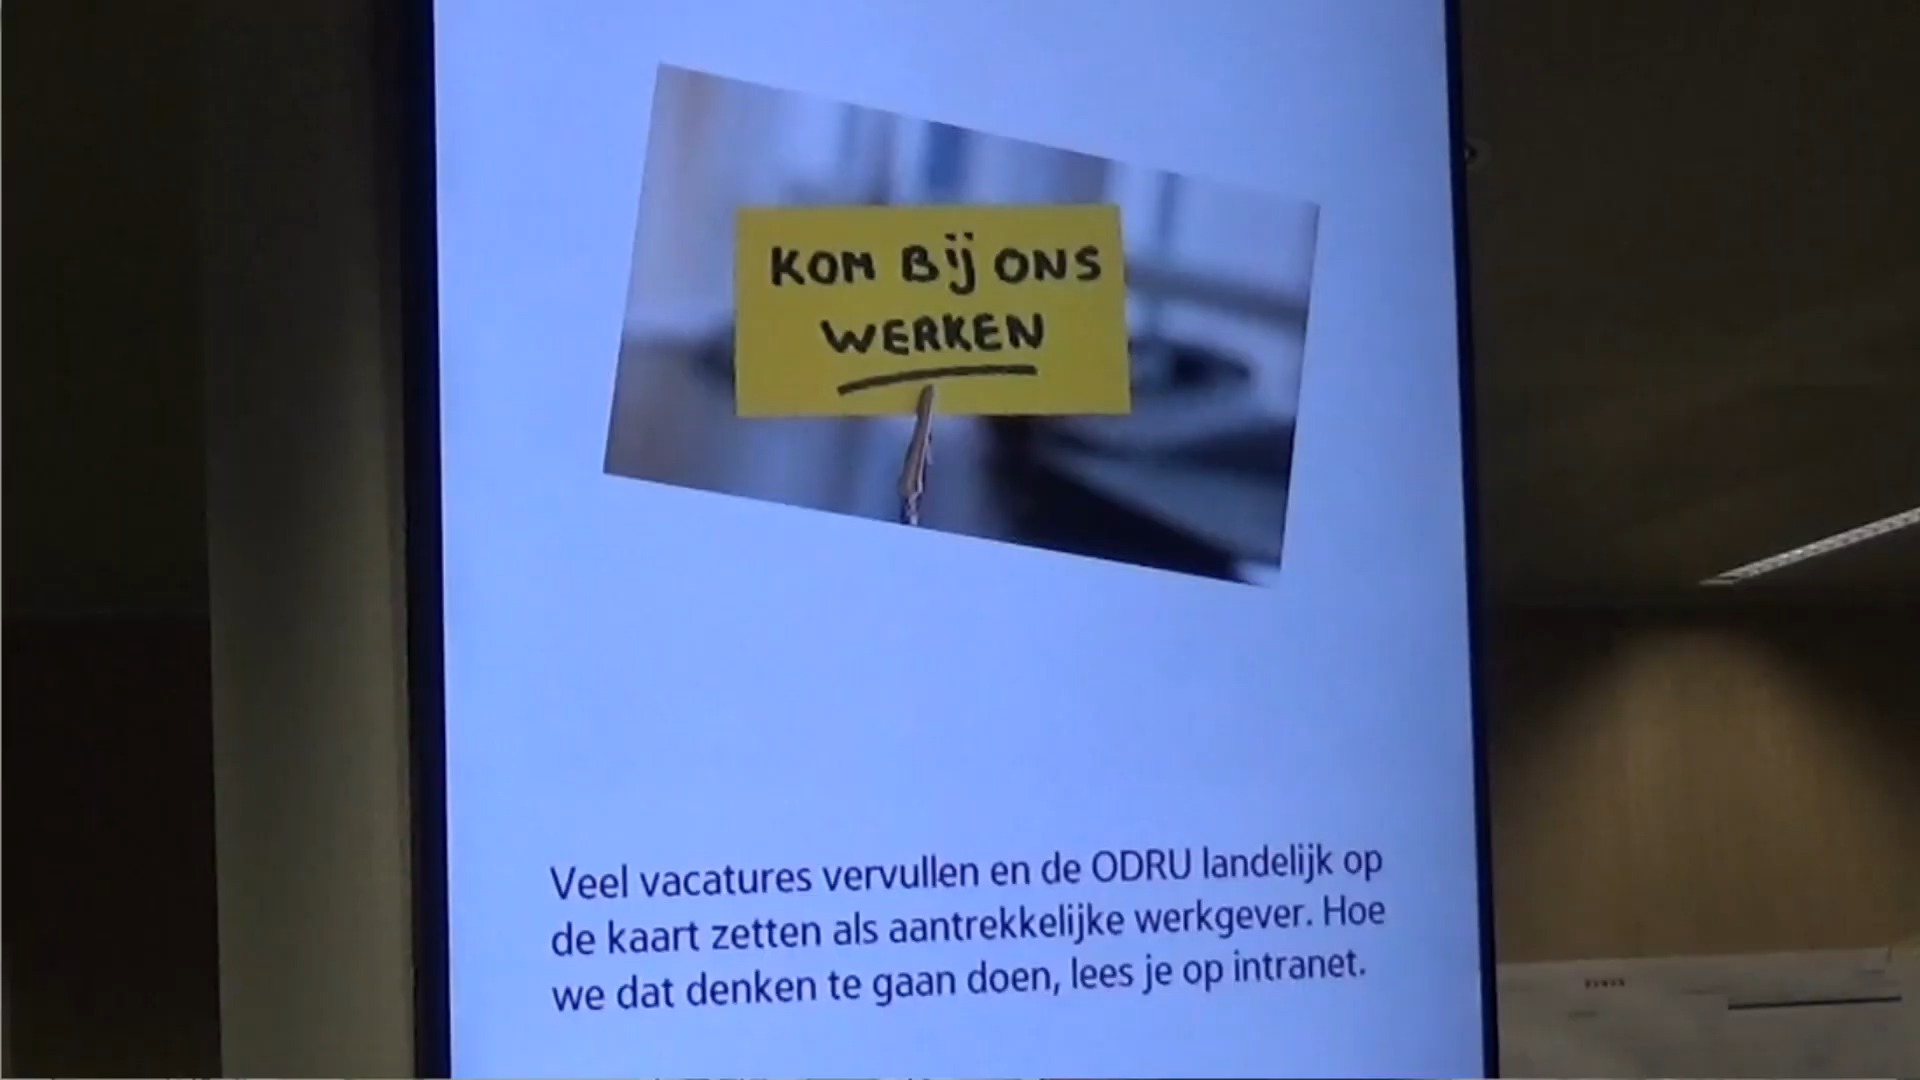 KOM BIJ ONS
WERKEN
Veel vacatures vervullen en de ODRU landelijk op
de kaart zetten als aantrekkelijke werkgever. Hoe
we dat denken te gaan doen, lees je op intranet.